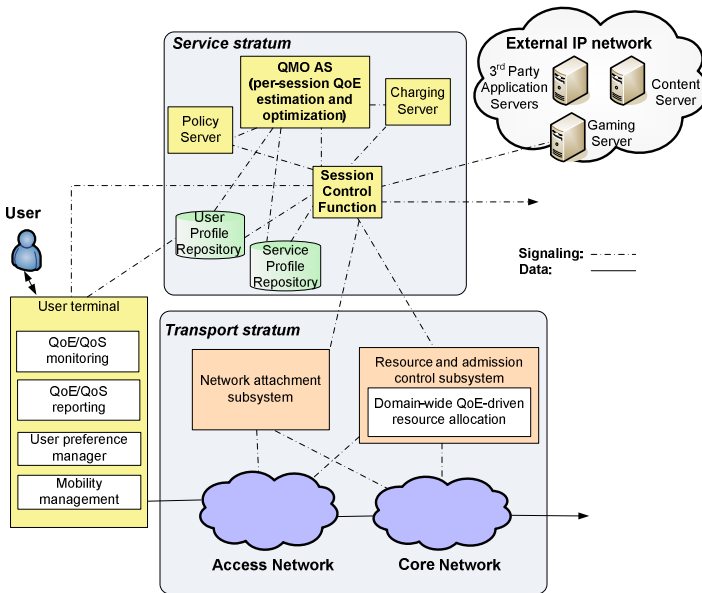 Service stratum
QMO AS
(per-session QoE
estimation and
optimization)
Charging
Server
Policy
Server
Session
Control
Function
User
Profile
Repository
Service
Profile
Repository
External IP network
3rd Party
Application
Servers
Content
Server
Gaming
Server
User
Signaling:
Data:
User terminal
QoE/QoS
monitoring
QoE/QoS
reporting
User preference
manager
Mobility
management
Transport stratum
Network attachment
subsystem
Resource and admission
control subsystem
Domain-wide QoE-driven
resource allocation
Access Network
Core Network